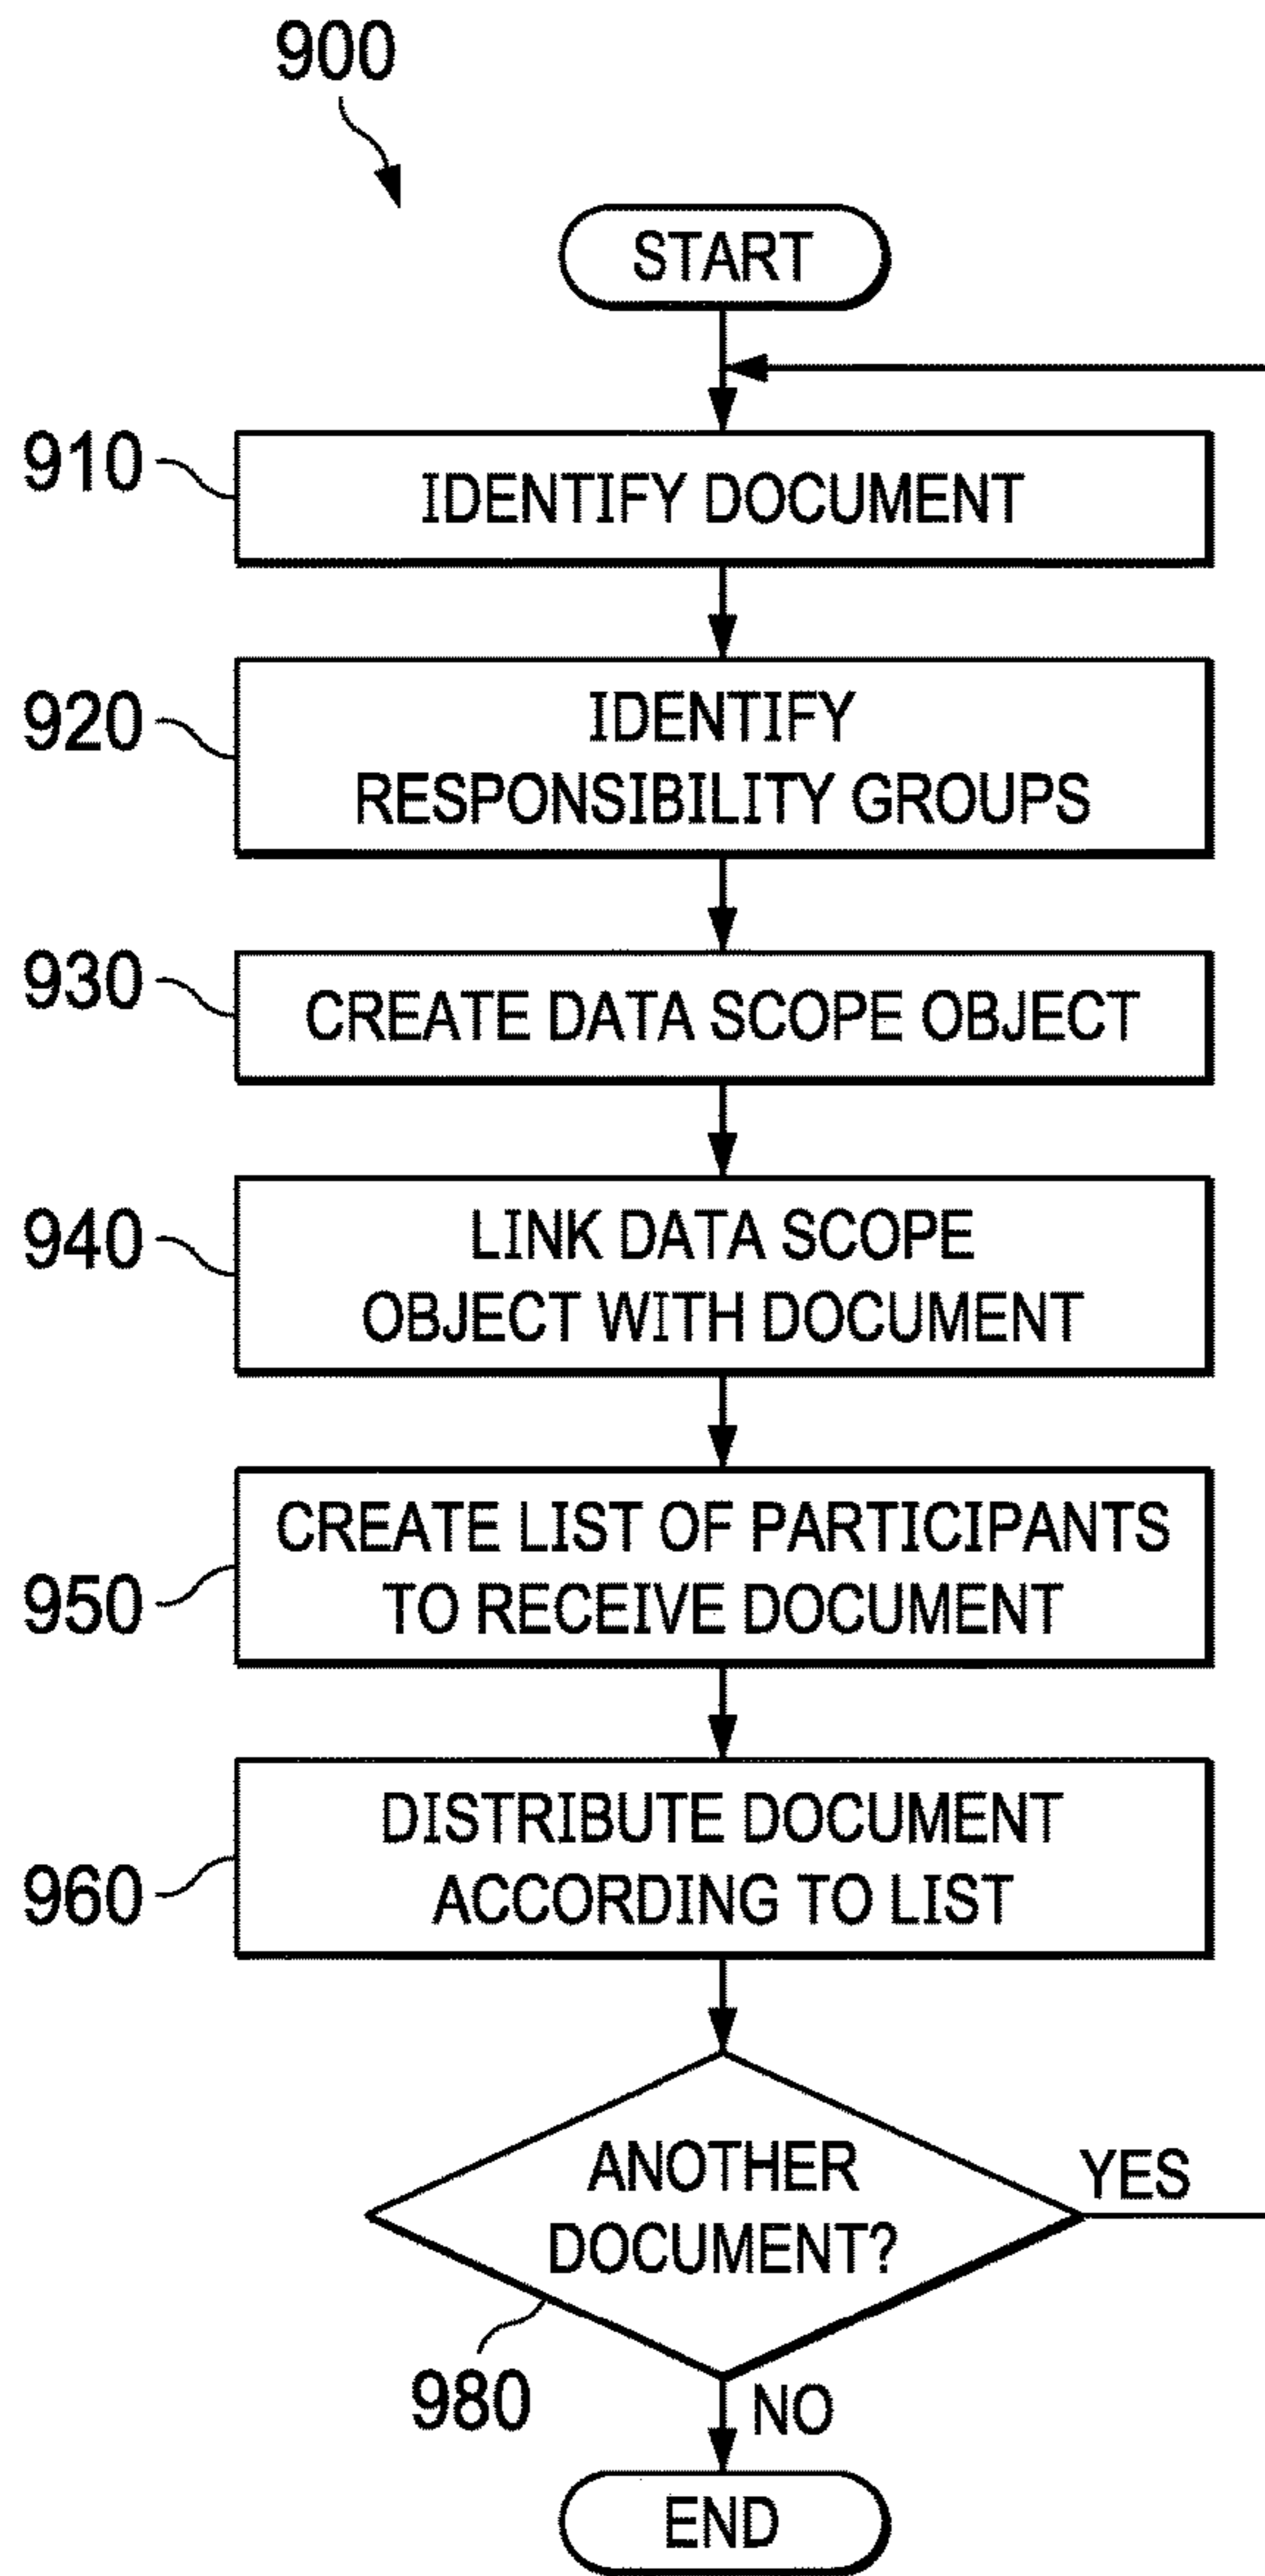 900
START
910
IDENTIFY DOCUMENT
920
IDENTIFY
RESPONSIBILITY GROUPS
930
CREATE DATA SCOPE OBJECT
940
LINK DATA SCOPE
OBJECT WITH DOCUMENT
950
CREATE LIST OF PARTICIPANTS
TO RECEIVE DOCUMENT
960
DISTRIBUTE DOCUMENT
ACCORDING TO LIST
ANOTHER
DOCUMENT?
YES
980
NO
END